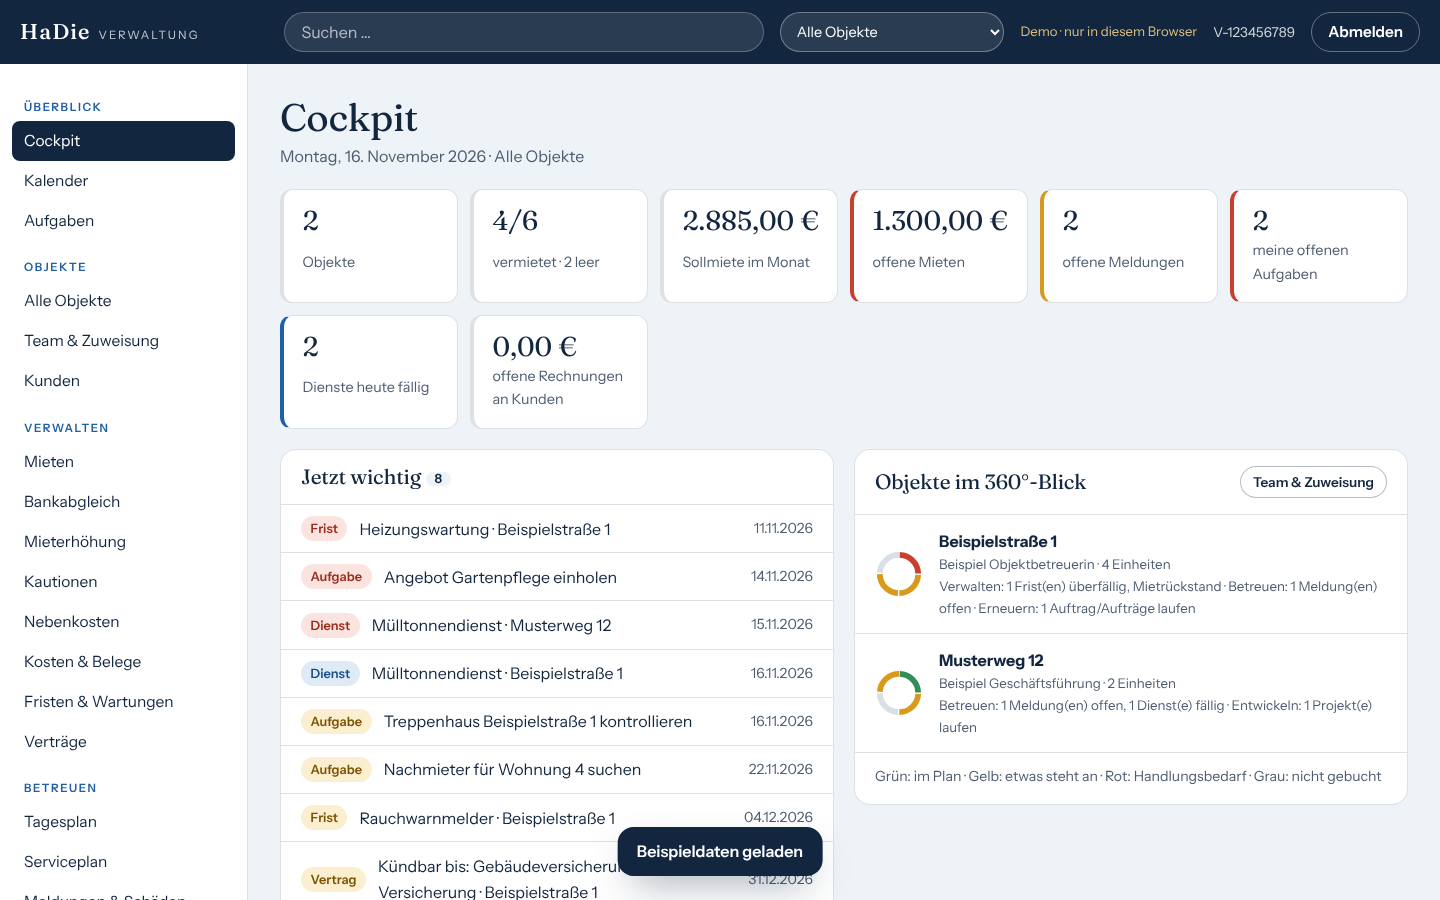 HaDie VERWALTUNG
Suchen ...
Alle Objekte
Demo · nur in diesem Browser
V-123456789
Abmelden
ÜBERBLICK
Cockpit
Kalender
Aufgaben
OBJEKTE
Alle Objekte
Team & Zuweisung
Kunden
VERWALTEN
Mieten
Bankabgleich
Mieterhöhung
Kautionen
Nebenkosten
Kosten & Belege
Fristen & Wartungen
Verträge
BETREUEN
Tagesplan
Serviceplan
Meldungen & Schäden
Cockpit
Montag, 16. November 2026 · Alle Objekte
2
Objekte
4/6
vermietet · 2 leer
2.885,00 €
Sollmiete im Monat
1.300,00 €
offene Mieten
2
offene Meldungen
2
meine offenen
Aufgaben
2
Dienste heute fällig
0,00 €
offene Rechnungen
an Kunden
Jetzt wichtig 8
Frist Heizungswartung · Beispielstraße 1 11.11.2026
Aufgabe Angebot Gartenpflege einholen 14.11.2026
Dienst Mülltonnendienst · Musterweg 12 15.11.2026
Dienst Mülltonnendienst · Beispielstraße 1 16.11.2026
Aufgabe Treppenhaus Beispielstraße 1 kontrollieren 16.11.2026
Aufgabe Nachmieter für Wohnung 4 suchen 22.11.2026
Frist Rauchwarnmelder · Beispielstraße 1 04.12.2026
Vertrag Kündbar bis: Gebäudeversicheru
Versicherung · Beispielstraße 1 31.12.2026
Beispieldaten geladen
Objekte im 360°-Blick
Team & Zuweisung
Beispielstraße 1
Beispiel Objektbetreuerin · 4 Einheiten
Verwalten: 1 Frist(en) überfällig, Mietrückstand · Betreuen: 1 Meldung(en)
offen · Erneuern: 1 Auftrag/Aufträge laufen
Musterweg 12
Beispiel Geschäftsführung · 2 Einheiten
Betreuen: 1 Meldung(en) offen, 1 Dienst(e) fällig · Entwickeln: 1 Projekt(e)
laufen
Grün: im Plan · Gelb: etwas steht an · Rot: Handlungsbedarf · Grau: nicht gebucht